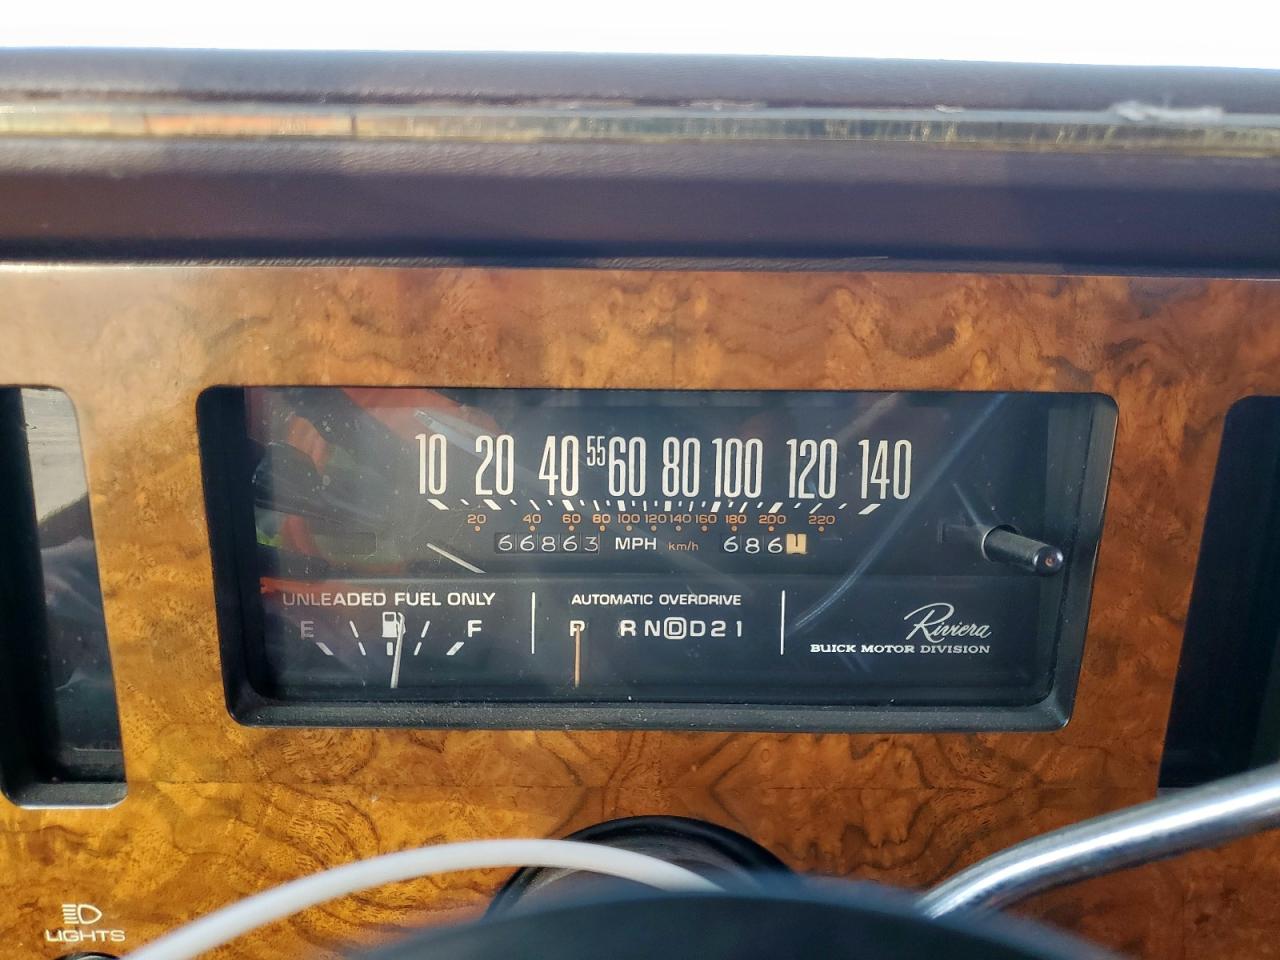 10 20 40 55 60 80 100 120 140
20 40 60 80 100 120 140 160 180 200 220
66863 MPH km/h 686
UNLEADED FUEL ONLY
E F
AUTOMATIC OVERDRIVE
P R N D D 2 1
Riviera
BUICK MOTOR DIVISION
LIGHTS